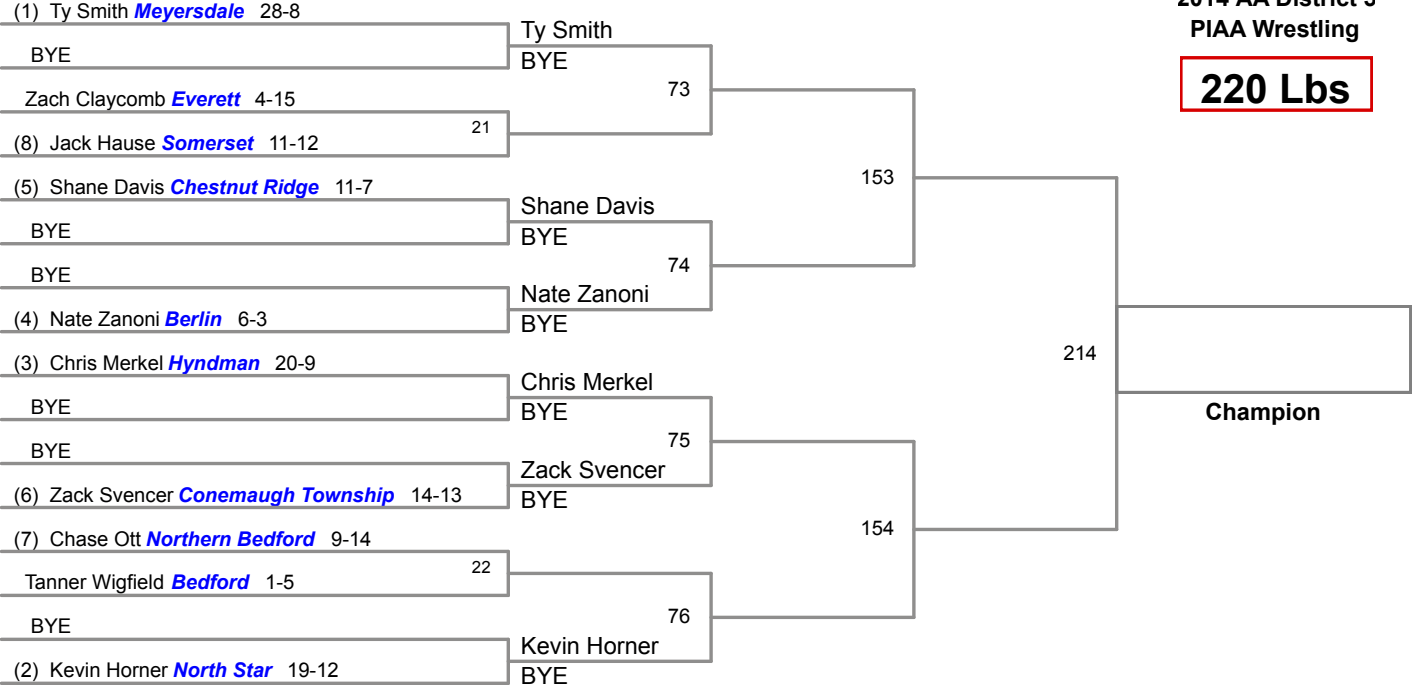 (1) Ty Smith Meyersdale 28-8
BYE
Zach Claycomb Everett 4-15
(8) Jack Hause Somerset 11-12
(5) Shane Davis Chestnut Ridge 11-7
BYE
BYE
(4) Nate Zanoni Berlin 6-3
(3) Chris Merkel Hyndman 20-9
BYE
BYE
(6) Zack Svencer Conemaugh Township 14-13
(7) Chase Ott Northern Bedford 9-14
Tanner Wigfield Bedford 1-5
BYE
(2) Kevin Horner North Star 19-12
21
22
Ty Smith
BYE
Shane Davis
BYE
Nate Zanoni
BYE
Chris Merkel
BYE
Zack Svencer
BYE
Kevin Horner
BYE
73
74
75
76
153
154
214
2014 AA District
PIAA Wrestling
220 Lbs
Champion